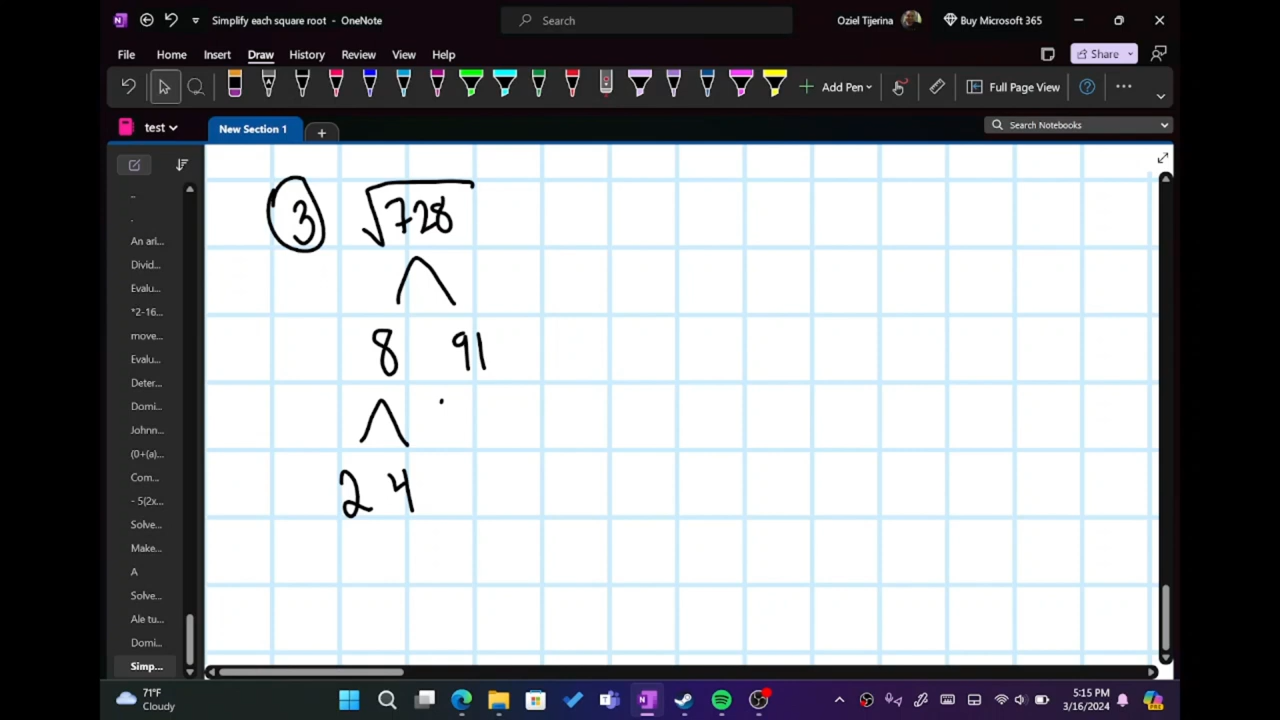 Simplify each square root - OneNote
Search
Oziel Tijerina
Buy Microsoft 365
File Home Insert Draw History Review View Help
Share
Add Pen
Full Page View
test
New Section 1
+
Search Notebooks
..
.
An ari...
Divid...
Evalu...
*2-16...
move...
Evalu...
Deter...
Domi...
Johnn...
(0+(a)...
Com...
- 5(2x...
Solve...
Make...
A
Solve...
Ale tu...
Domi...
Simp...
3 √728
8 91
2 4
71°F
Cloudy
5:15 PM
3/16/2024